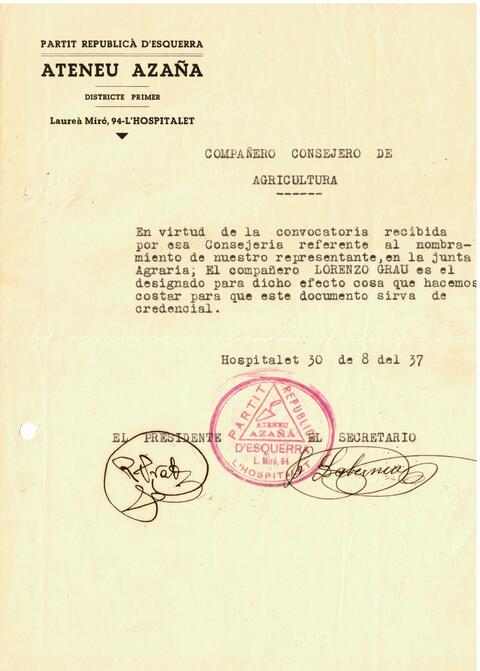 PARTIT REPUBLICÀ D'ESQUERRA
ATENEU AZAÑA
DISTRICTE PRIMER
Laureà Miró, 94-L'HOSPITALET
COMPAÑERO CONSEJERO DE
AGRICULTURA
En virtud de la convocatoria recibida
por esa Consejeria referente al nombra-
miento de nuestro representante,en la junta
Agraria; El compañero LORENZO GRAU es el
designado para dicho efecto cosa que hacemos
costar para que este documento sirva de
credencial.
Hospitalet 30 de 8 del 37
PARTIT REPUBLICÀ
ATENEU
AZAÑA
D'ESQUERRA
L. Miró, 94
L'HOSPITALET
EL PRESIDENTE EL SECRETARIO